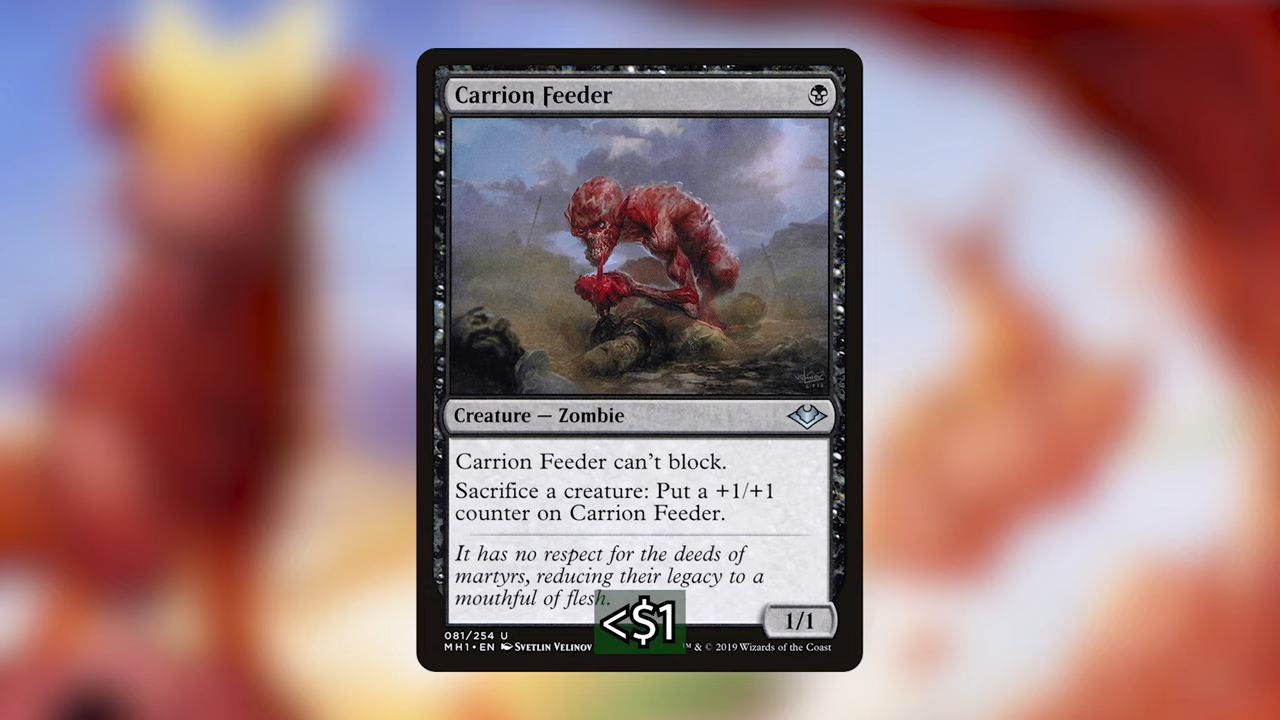 Carrion Feeder
Creature — Zombie
Carrion Feeder can't block.
Sacrifice a creature: Put a +1/+1
counter on Carrion Feeder.
It has no respect for the deeds of
martyrs, reducing their legacy to a
mouthful of flesh.
<$1
1/1
081/254 U
MH1 • EN SVETLIN VELINOV ™ & © 2019 Wizards of the Coast